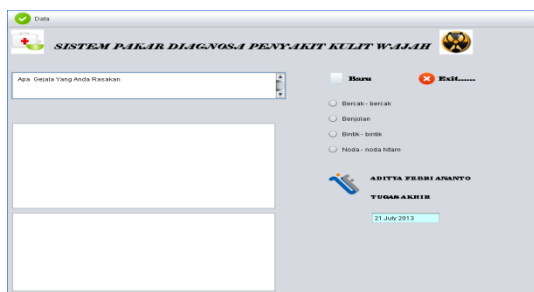 Data
SISTEM PAKAR DIAGNOSA PENYAKIT KULIT WAJAH
Apa Gejala Yang Anda Rasakan
Baru
Exit......
Bercak - bercak
Benjolan
Bintik - bintik
Noda - noda hitam
ADITYA FEBRI ANANTO
TUGAS AKHIR
21 July 2013